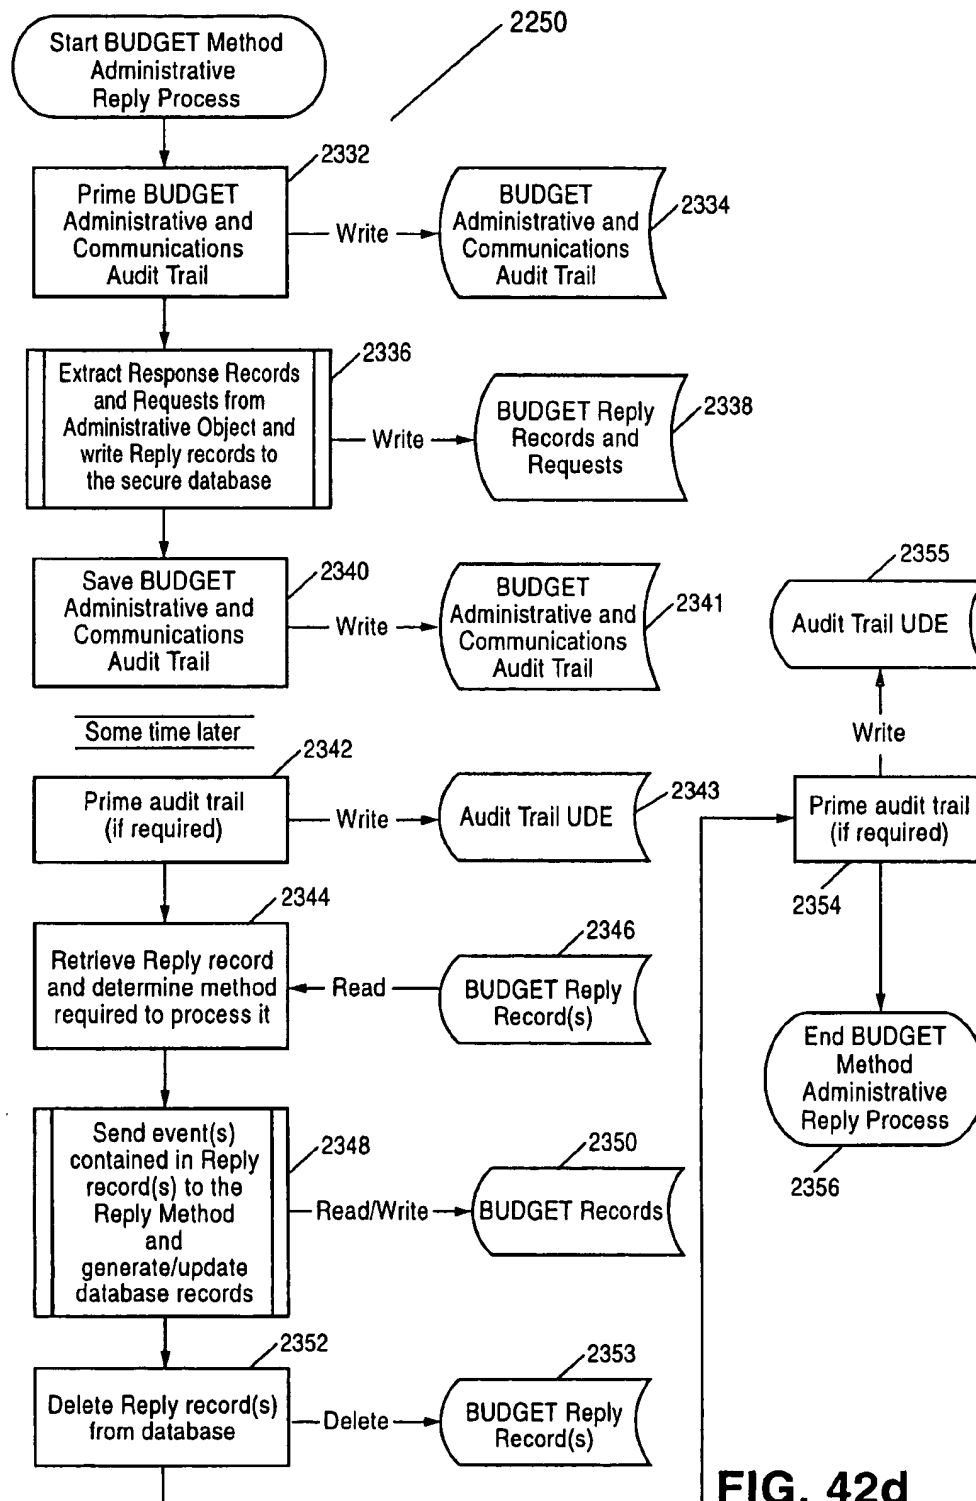 Start BUDGET Method
Administrative
Reply Process
2250
2332
Prime BUDGET
Administrative and
Communications
Audit Trail
Write
BUDGET
Administrative and
Communications
Audit Trail
2334
2336
Extract Response Records
and Requests from
Administrative Object and
write Reply records to
the secure database
Write
BUDGET Reply
Records and
Requests
2338
2340
Save BUDGET
Administrative and
Communications
Audit Trail
Write
BUDGET
Administrative and
Communications
Audit Trail
2341
Some time later
2342
Prime audit trail
(if required)
Write
Audit Trail UDE
2343
2344
Retrieve Reply record
and determine method
required to process it
Read
2346
BUDGET Reply
Record(s)
2348
Send event(s)
contained in Reply
record(s) to the
Reply Method
and
generate/update
database records
Read/Write
2350
BUDGET Records
2352
Delete Reply record(s)
from database
Delete
2353
BUDGET Reply
Record(s)
2355
Audit Trail UDE
Write
Prime audit trail
(if required)
2354
End BUDGET
Method
Administrative
Reply Process
2356
FIG. 42d